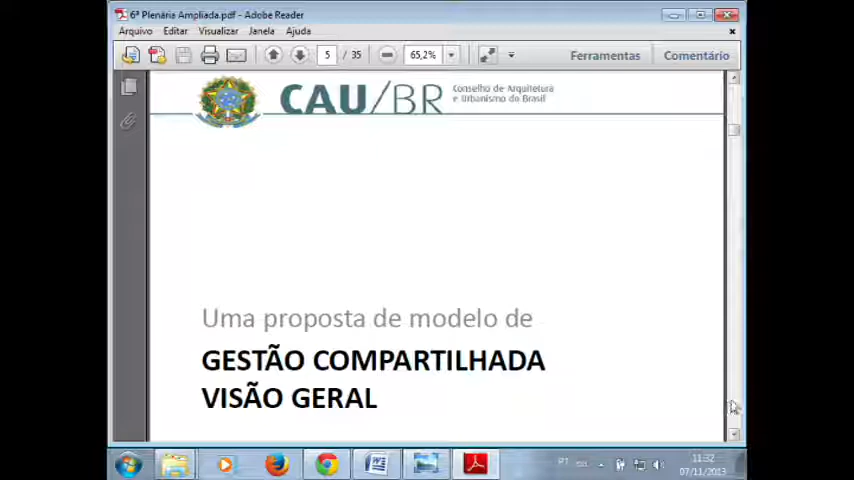 6ª Plenária Ampliada.pdf - Adobe Reader
Arquivo Editar Visualizar Janela Ajuda
5 / 35 65,2% Ferramentas Comentário
CAU/BR Conselho de Arquitetura
e Urbanismo do Brasil
Uma proposta de modelo de
GESTÃO COMPARTILHADA
VISÃO GERAL
PT
11:32
07/11/2013